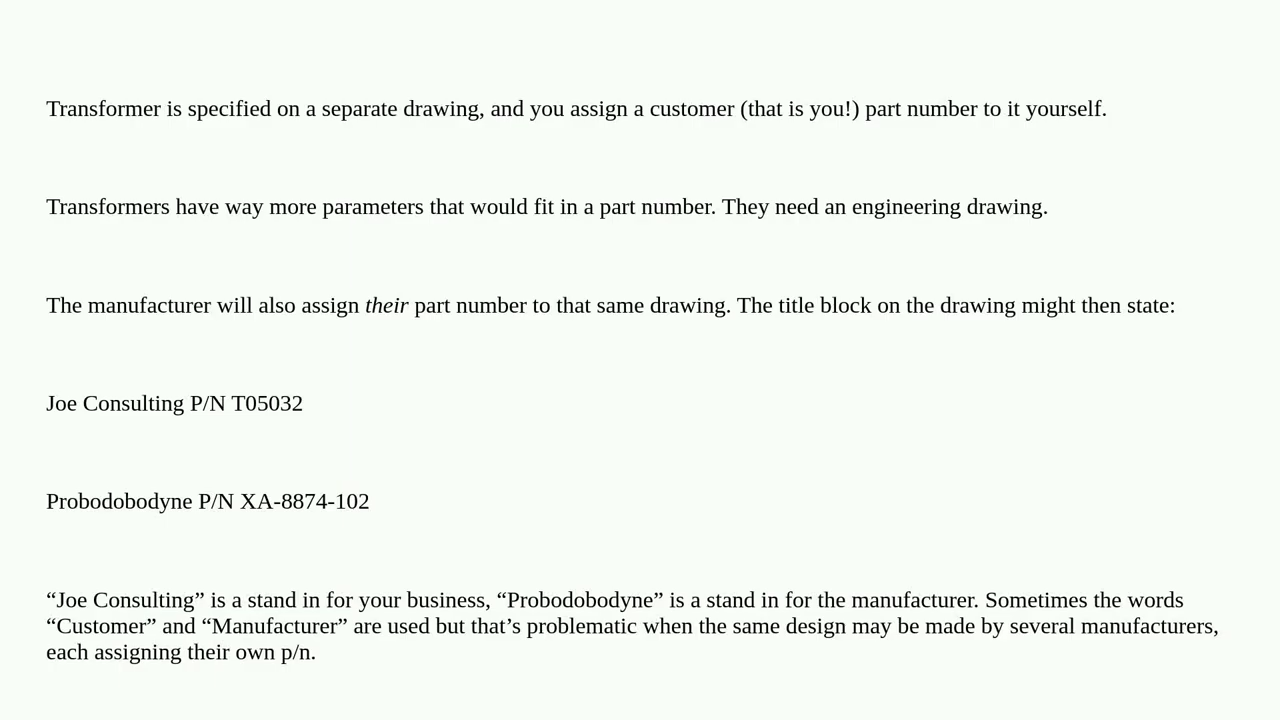 Transformer is specified on a separate drawing, and you assign a customer (that is you!) part number to it yourself.
Transformers have way more parameters that would fit in a part number. They need an engineering drawing.
The manufacturer will also assign their part number to that same drawing. The title block on the drawing might then state:
Joe Consulting P/N T05032
Probodobodyne P/N XA-8874-102
“Joe Consulting” is a stand in for your business, “Probodobodyne” is a stand in for the manufacturer. Sometimes the words
“Customer” and “Manufacturer” are used but that’s problematic when the same design may be made by several manufacturers,
each assigning their own p/n.